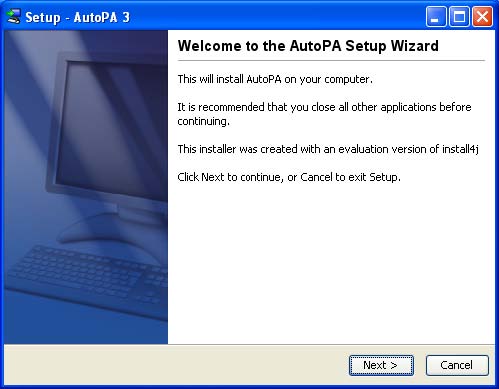 Setup - AutoPA 3
Welcome to the AutoPA Setup Wizard
This will install AutoPA on your computer.
It is recommended that you close all other applications before
continuing.
This installer was created with an evaluation version of install4j
Click Next to continue, or Cancel to exit Setup.
Next >
Cancel